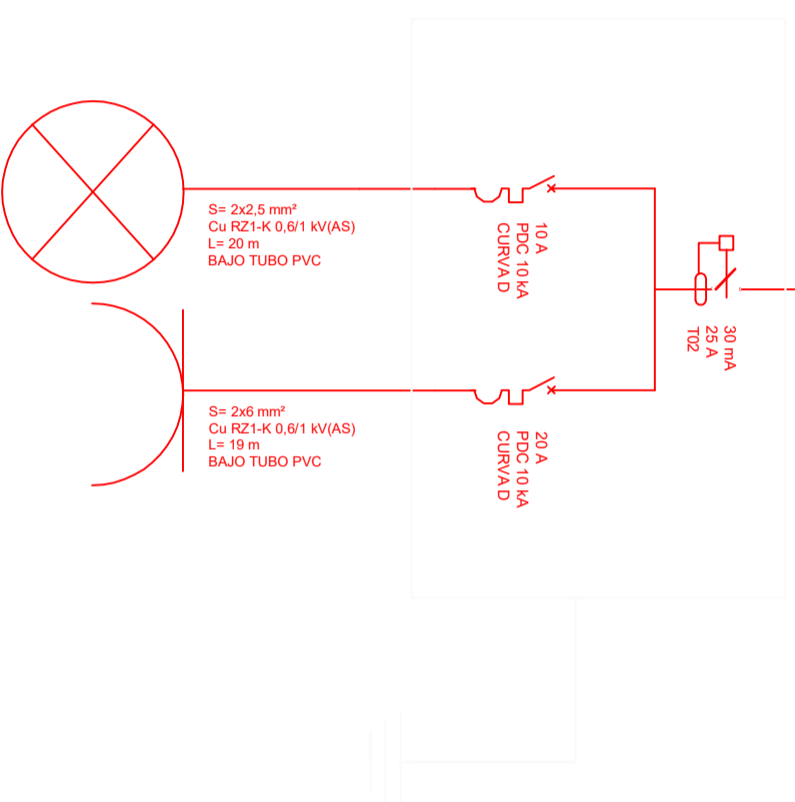 S= 2x2,5 mm²
Cu RZ1-K 0,6/1 kV(AS)
L= 20 m
BAJO TUBO PVC
10 A
PDC 10 kA
CURVA D
30 mA
25 A
T02
S= 2x6 mm²
Cu RZ1-K 0,6/1 kV(AS)
L= 19 m
BAJO TUBO PVC
20 A
PDC 10 kA
CURVA D